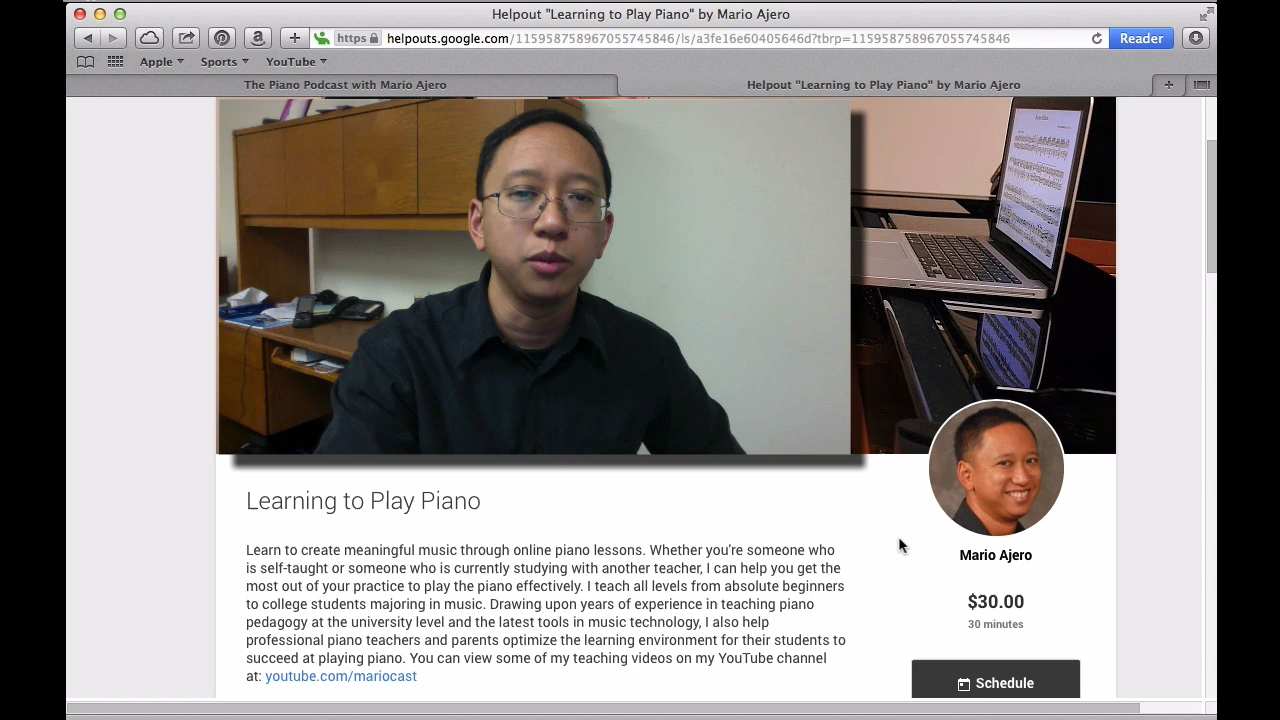 Helpout "Learning to Play Piano" by Mario Ajero
https helpouts.google.com/115958758967055745846/ls/a3fe16e60405646d?tbrp=115958758967055745846
Reader
Apple Sports YouTube
The Piano Podcast with Mario Ajero
Helpout "Learning to Play Piano" by Mario Ajero
Learning to Play Piano
Learn to create meaningful music through online piano lessons. Whether you're someone who
is self-taught or someone who is currently studying with another teacher, I can help you get the
most out of your practice to play the piano effectively. I teach all levels from absolute beginners
to college students majoring in music. Drawing upon years of experience in teaching piano
pedagogy at the university level and the latest tools in music technology, I also help
professional piano teachers and parents optimize the learning environment for their students to
succeed at playing piano. You can view some of my teaching videos on my YouTube channel
at: youtube.com/mariocast
Mario Ajero
$30.00
30 minutes
Schedule